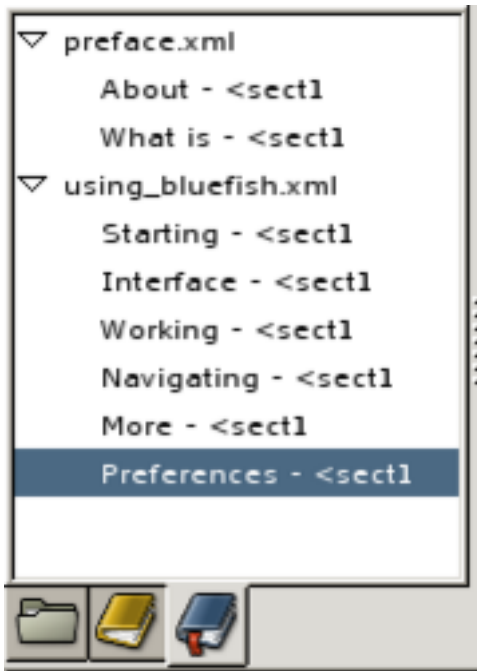 preface.xml
About - <sect1
What is - <sect1
using_bluefish.xml
Starting - <sect1
Interface - <sect1
Working - <sect1
Navigating - <sect1
More - <sect1
Preferences - <sect1